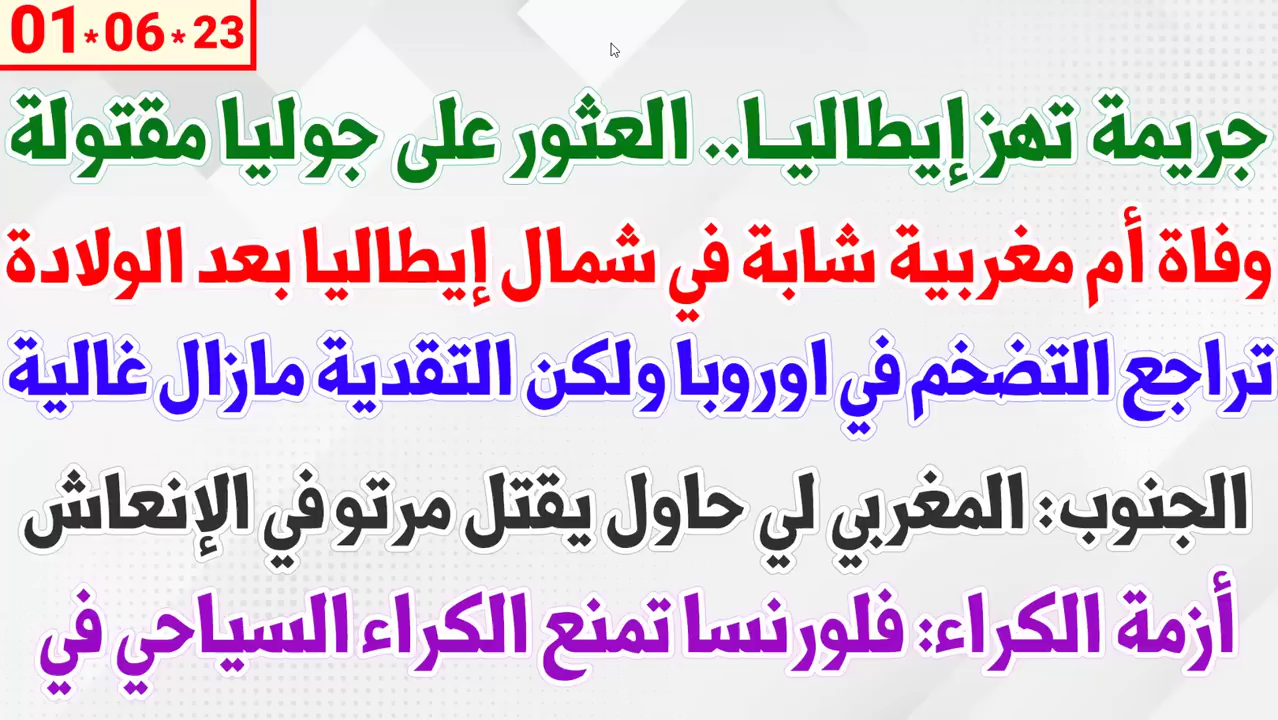 01*06*23
جريمة تهز إيطاليـا.. العثور على جوليا مقتولة
وفاة أم مغربية شابة في شمال إيطاليا بعد الولادة
تراجع التضخم في اوروبا ولكن التقدية مازال غالية
الجنوب: المغربي لي حاول يقتل مرتو في الإنعاش
أزمة الكراء: فلورنسا تمنع الكراء السياحي في